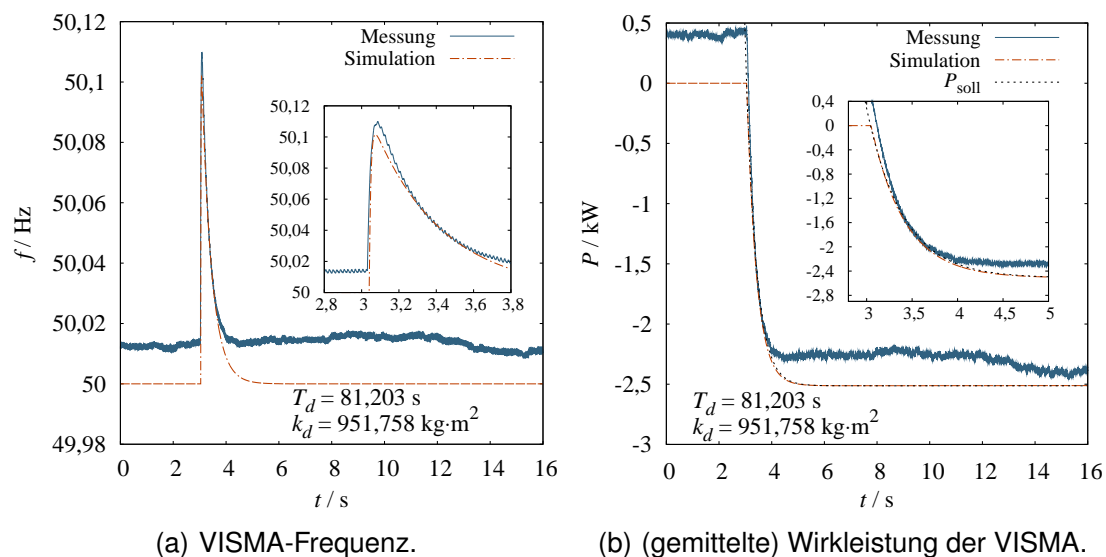 50,12
50,1
50,08
50,06
50,04
50,02
50
49,98
f / Hz
Messung
Simulation
50,12
50,1
50,08
50,06
50,04
50,02
50
2,8 3 3,2 3,4 3,6 3,8
T_d = 81,203 s
k_d = 951,758 kg·m²
0 2 4 6 8 10 12 14 16
t / s
(a) VISMA-Frequenz.
0,5
0
-0,5
-1
-1,5
-2
-2,5
-3
P / kW
Messung
Simulation
P_soll
0,4
0
-0,4
-0,8
-1,2
-1,6
-2
-2,4
-2,8
3 3,5 4 4,5 5
T_d = 81,203 s
k_d = 951,758 kg·m²
0 2 4 6 8 10 12 14 16
t / s
(b) (gemittelte) Wirkleistung der VISMA.